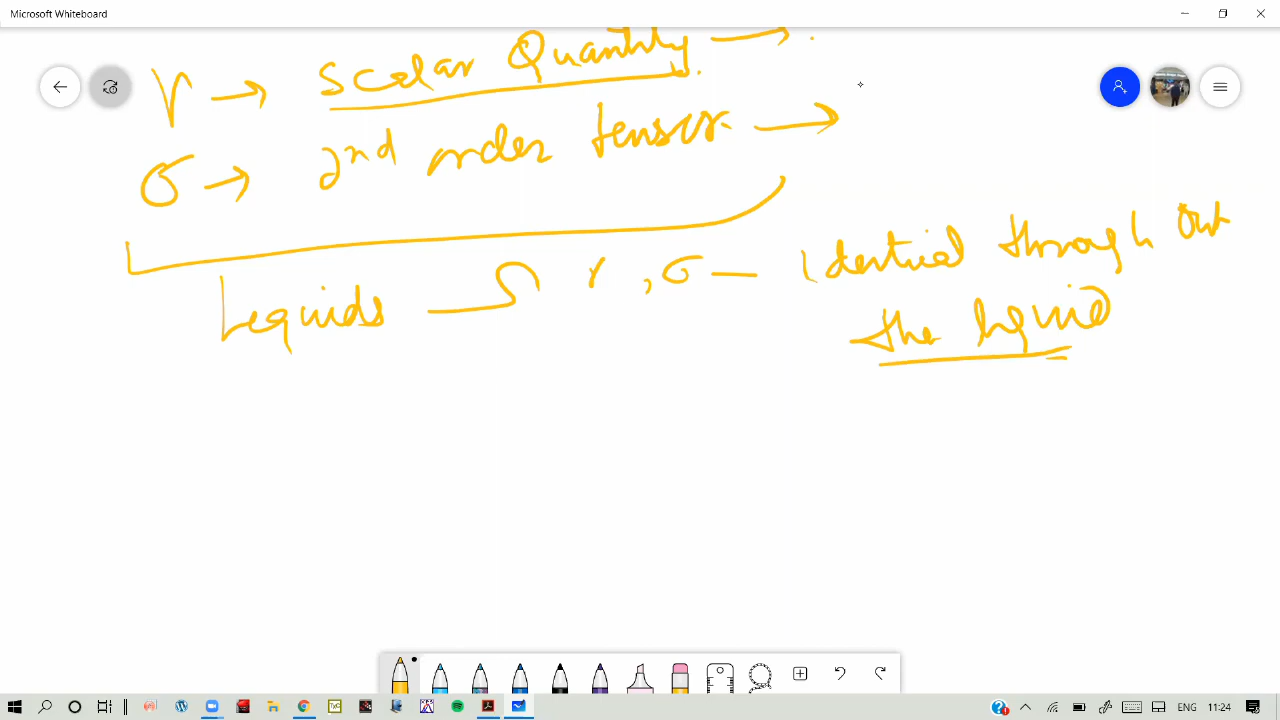 Microsoft Whiteboard
γ → Scalar Quantity →
σ → 2nd order tensor →
Liquids γ, σ — Identical through out
the liquid
ENG 11:24